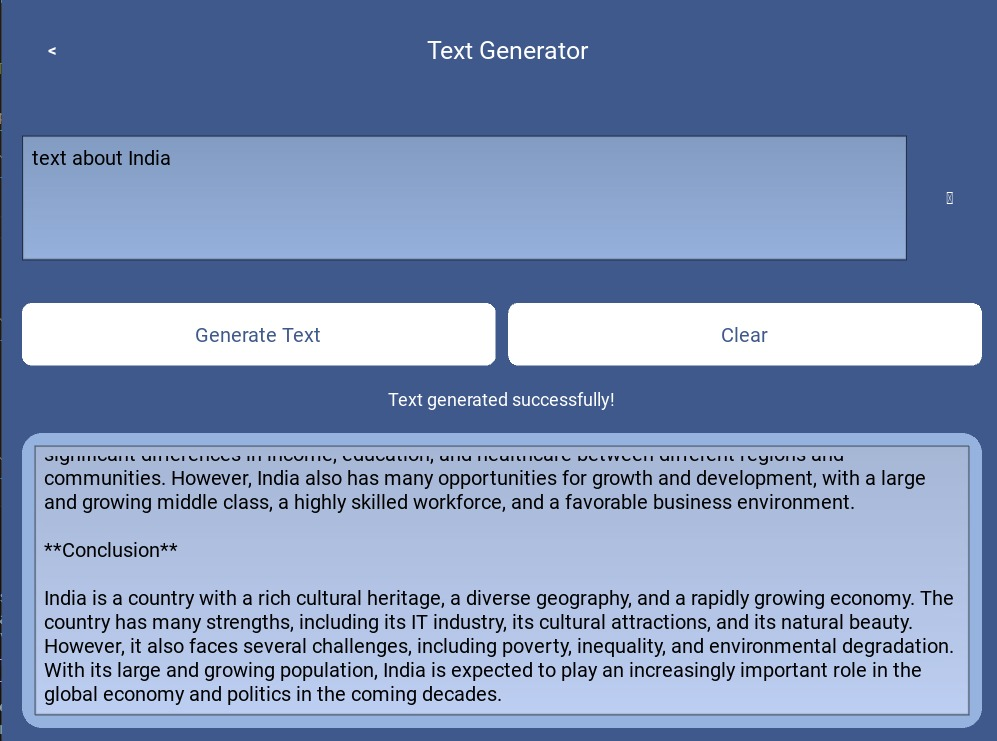 <
Text Generator
text about India
Generate Text
Clear
Text generated successfully!
significant differences in income, education, and healthcare between different regions and
communities. However, India also has many opportunities for growth and development, with a large
and growing middle class, a highly skilled workforce, and a favorable business environment.
**Conclusion**
India is a country with a rich cultural heritage, a diverse geography, and a rapidly growing economy. The
country has many strengths, including its IT industry, its cultural attractions, and its natural beauty.
However, it also faces several challenges, including poverty, inequality, and environmental degradation.
With its large and growing population, India is expected to play an increasingly important role in the
global economy and politics in the coming decades.